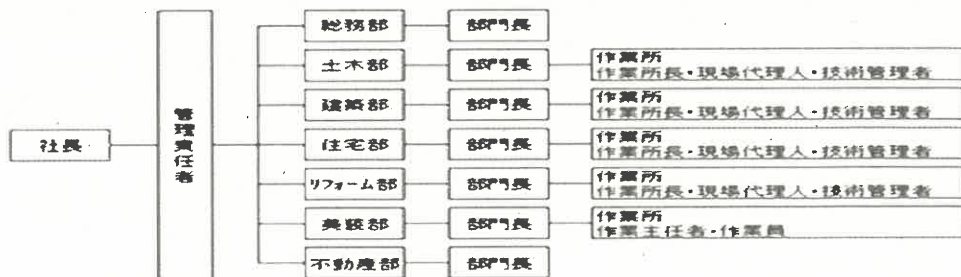 総務部 部門長
土木部 部門長 作業所
作業所長・現場代理人・技術管理者
建築部 部門長 作業所
作業所長・現場代理人・技術管理者
社長
管理責任者
住宅部 部門長 作業所
作業所長・現場代理人・技術管理者
リフォーム部 部門長 作業所
作業所長・現場代理人・技術管理者
部門長 作業所
作業主任者・作業員
不動産部 部門長